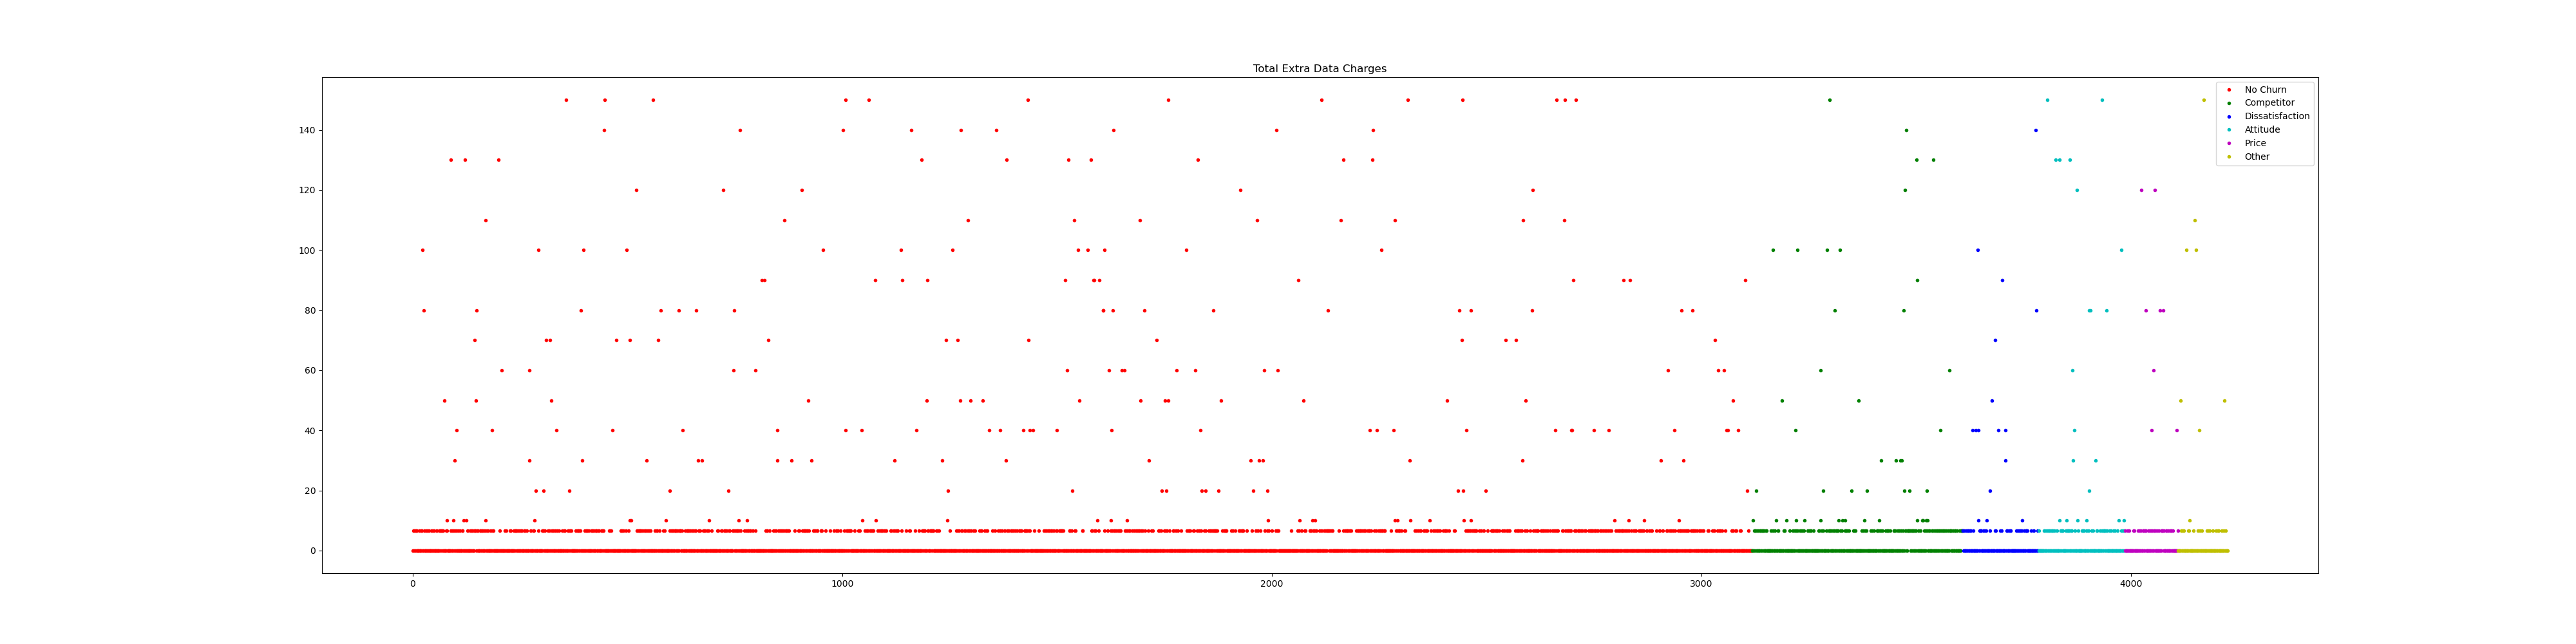 Total Extra Data Charges
No Churn
Competitor
Dissatisfaction
Attitude
Price
Other
140
120
100
80
60
40
20
0
0 1000 2000 3000 4000